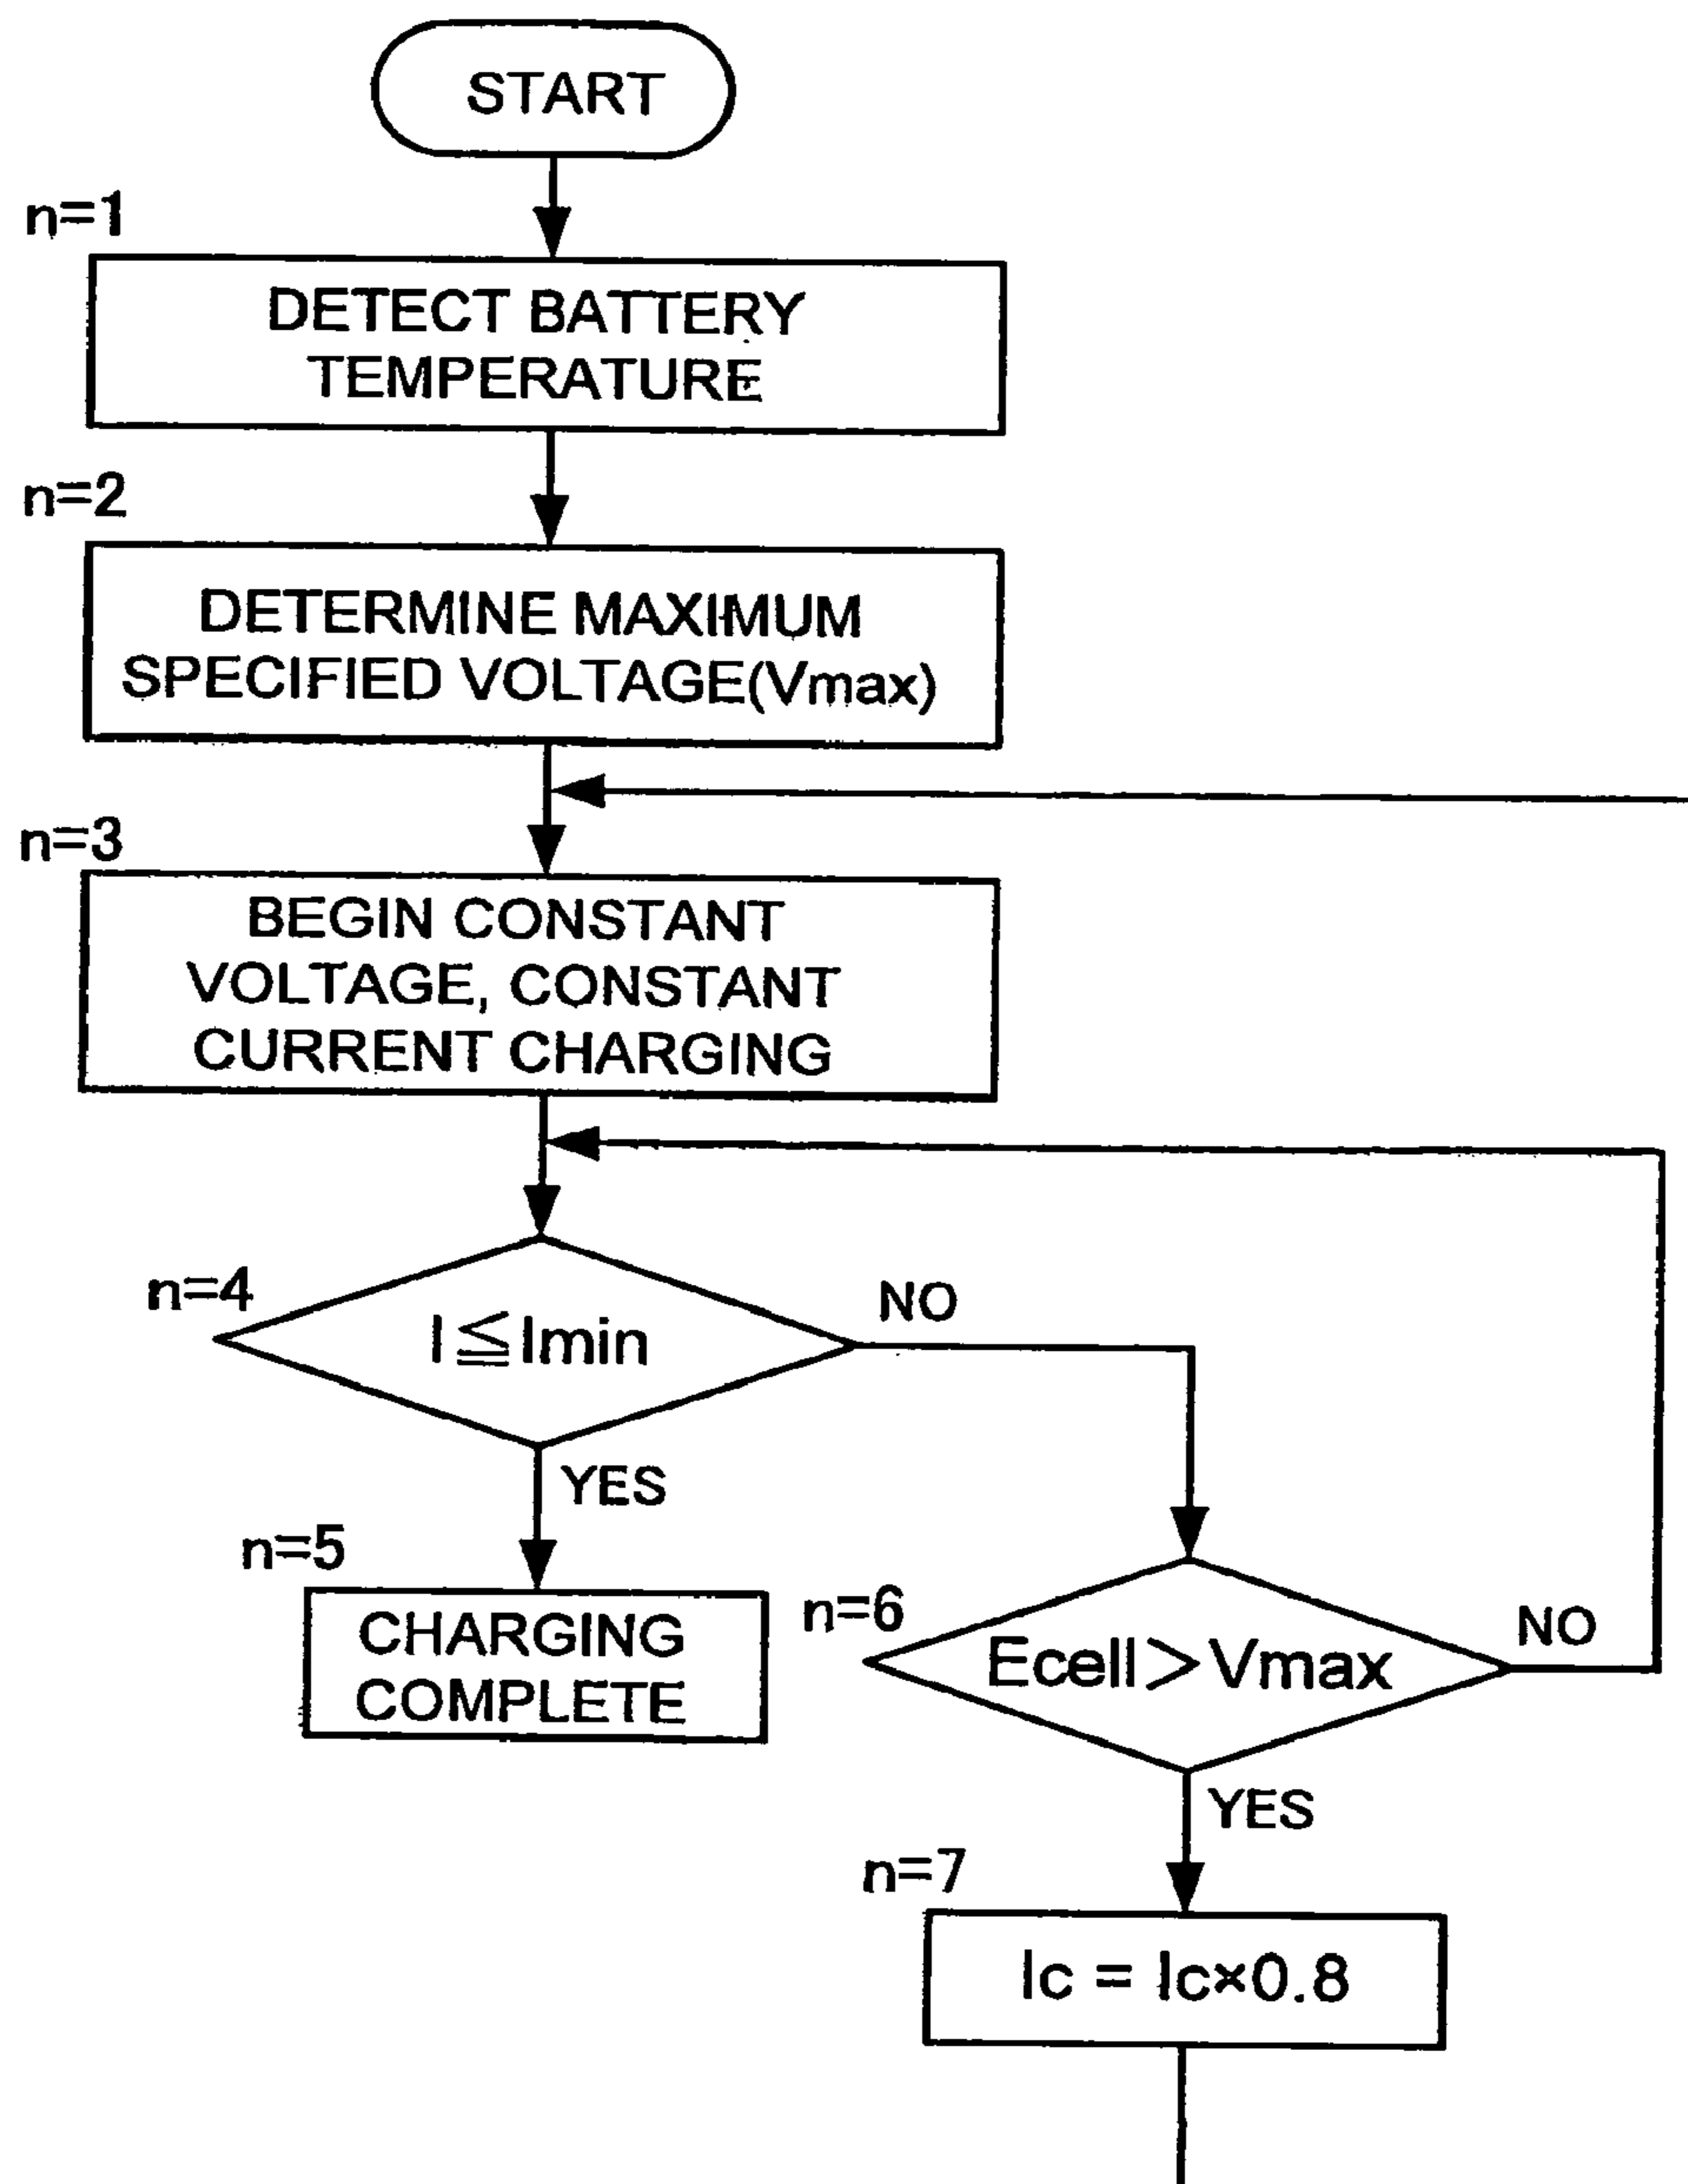 START
n=1
DETECT BATTERY
TEMPERATURE
n=2
DETERMINE MAXIMUM
SPECIFIED VOLTAGE(Vmax)
n=3
BEGIN CONSTANT
VOLTAGE, CONSTANT
CURRENT CHARGING
n=4
I≦Imin
NO
YES
n=5
CHARGING
COMPLETE
n=6
Ecell>Vmax
NO
YES
n=7
Ic = Ic×0.8